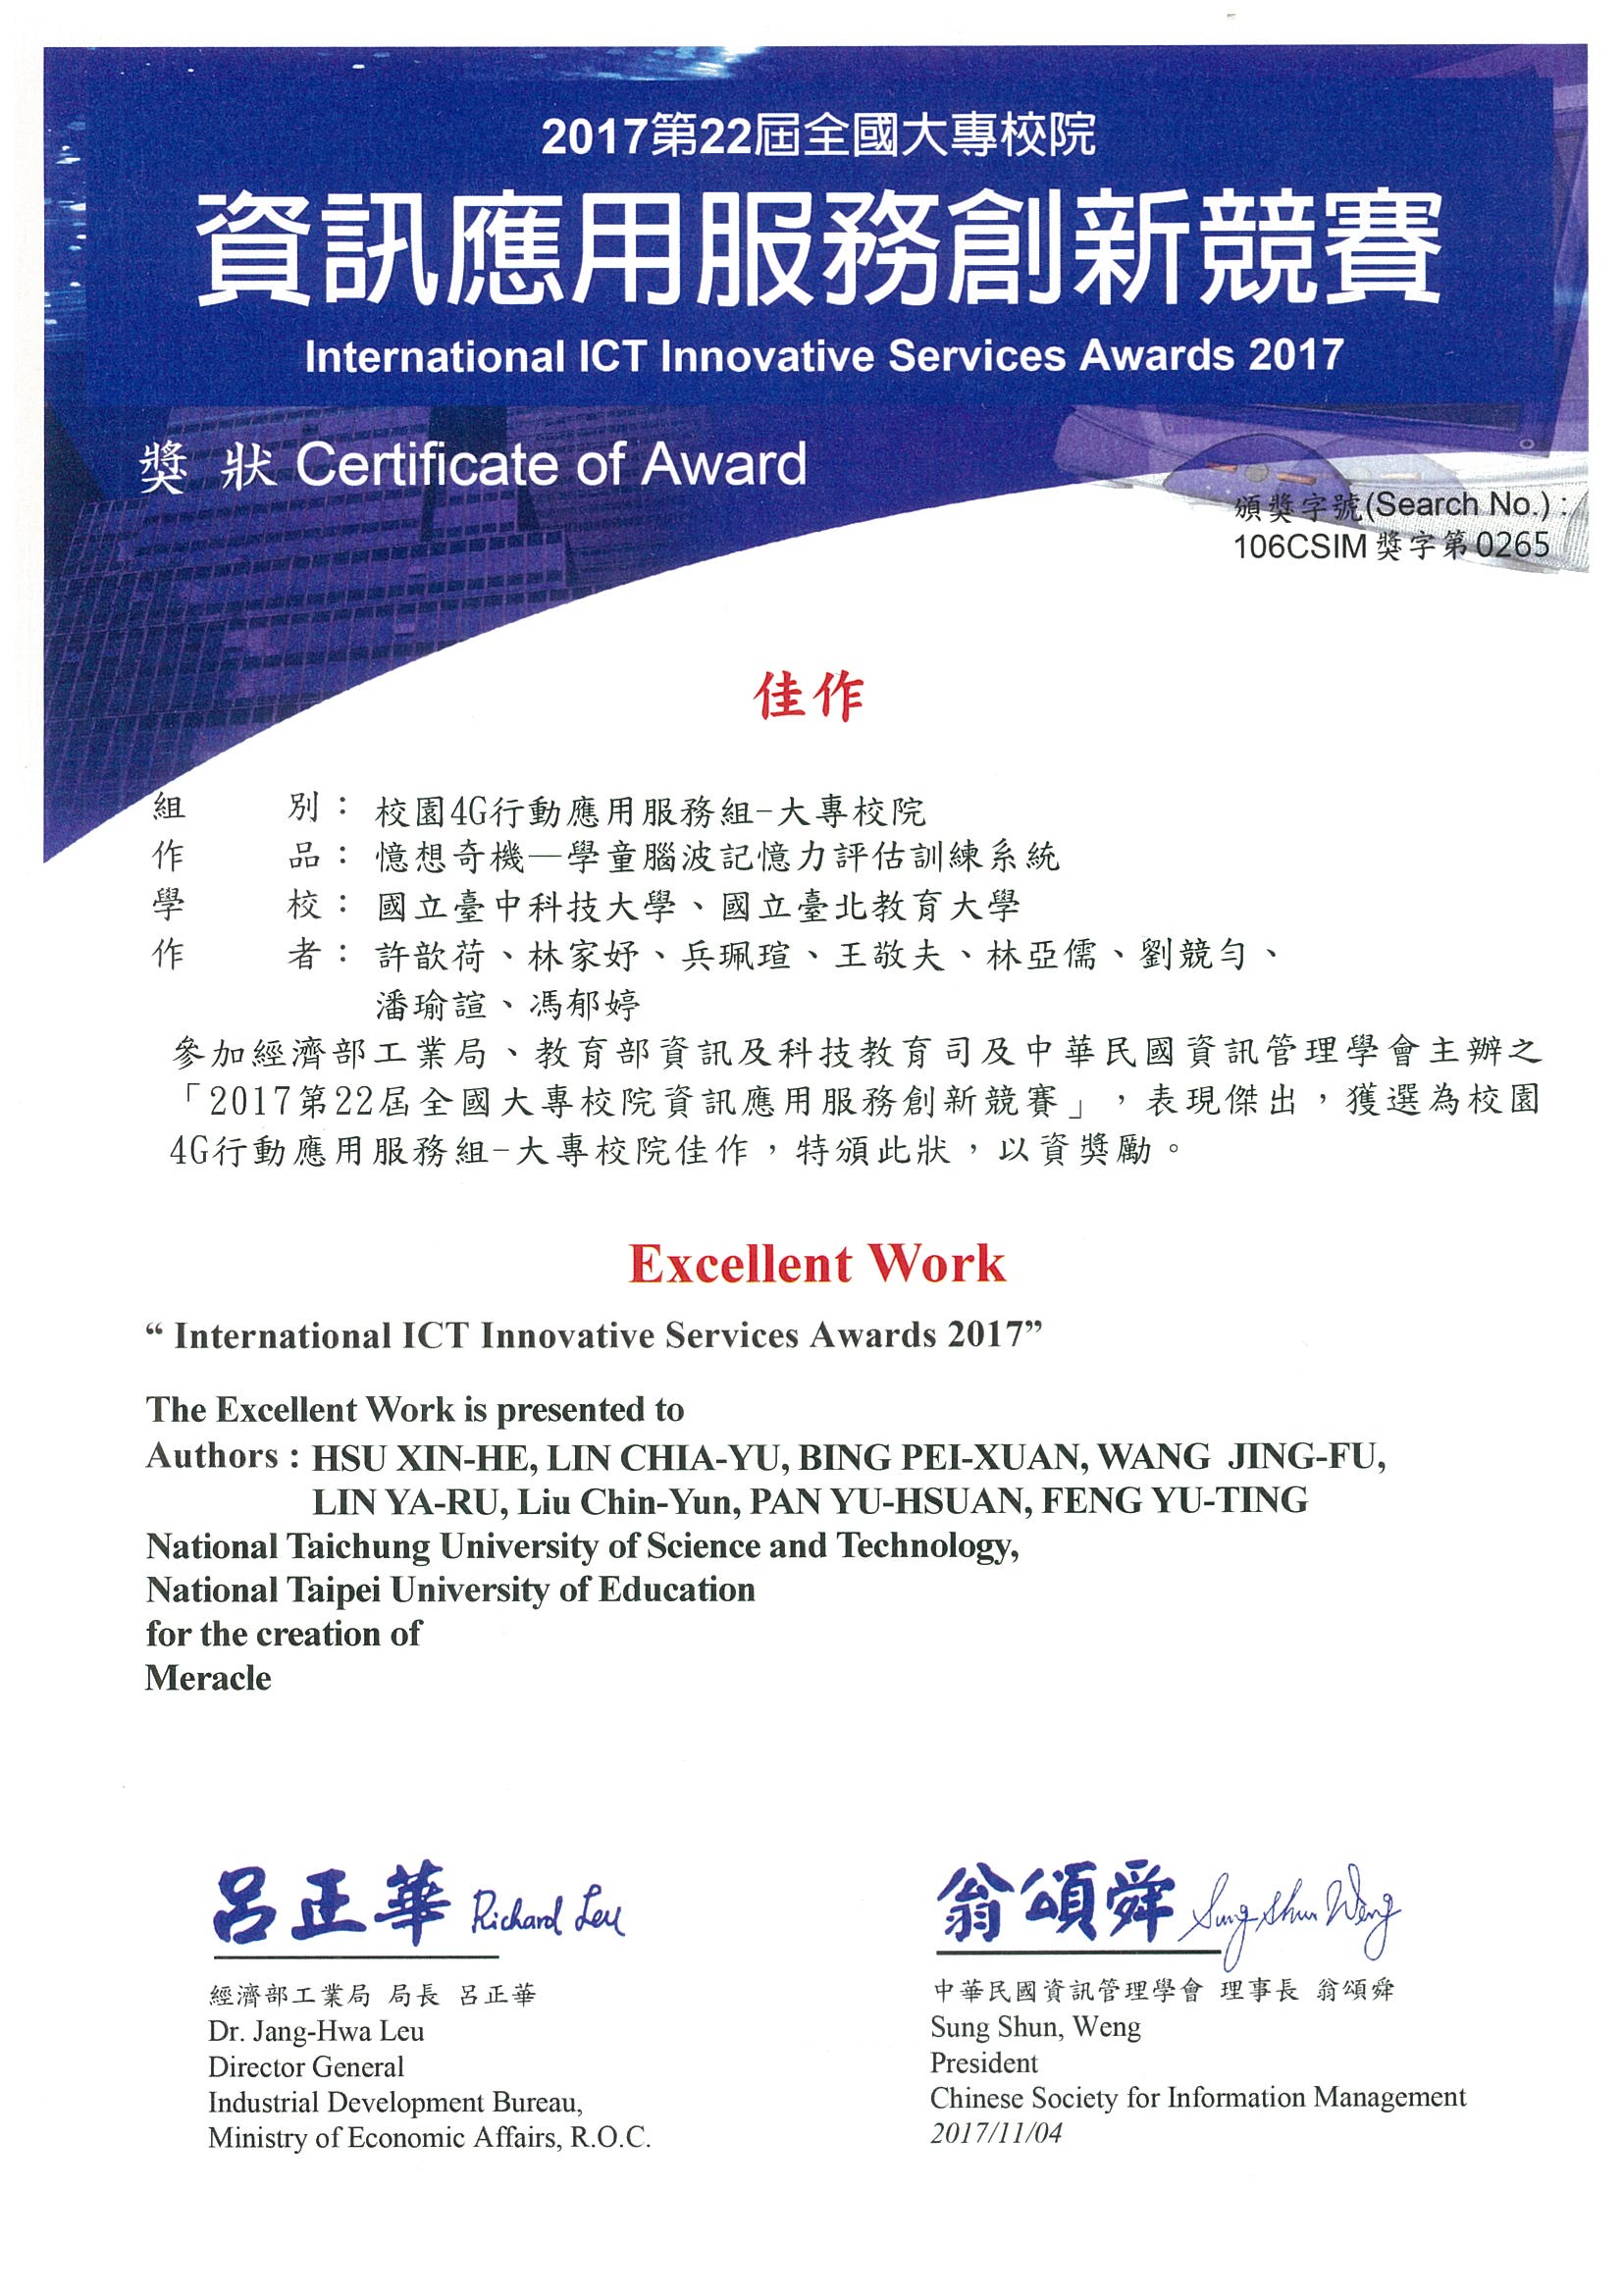 2017第22屆全國大專校院
資訊應用服務創新競賽
International ICT Innovative Services Awards 2017
獎 狀 Certificate of Award
頒獎字號(Search No.) :
106CSIM 獎字第0265
佳作
組 別： 校園4G行動應用服務組-大專校院
作 品： 憶想奇機—學童腦波記憶力評估訓練系統
學 校： 國立臺中科技大學、國立臺北教育大學
作 者： 許歆荷、林家妤、兵珮瑄、王敬夫、林亞儒、劉競勻、
潘瑜諠、馮郁婷
參加經濟部工業局、教育部資訊及科技教育司及中華民國資訊管理學會主辦之
「2017第22屆全國大專校院資訊應用服務創新競賽」，表現傑出，獲選為校園
4G行動應用服務組-大專校院佳作，特頒此狀，以資獎勵。
Excellent Work
“ International ICT Innovative Services Awards 2017”
The Excellent Work is presented to
Authors : HSU XIN-HE, LIN CHIA-YU, BING PEI-XUAN, WANG JING-FU,
LIN YA-RU, Liu Chin-Yun, PAN YU-HSUAN, FENG YU-TING
National Taichung University of Science and Technology,
National Taipei University of Education
for the creation of
Meracle
呂正華 Richard Leu
經濟部工業局 局長 呂正華
Dr. Jang-Hwa Leu
Director General
Industrial Development Bureau,
Ministry of Economic Affairs, R.O.C.
翁頌舜 Sung Shun Weng
中華民國資訊管理學會 理事長 翁頌舜
Sung Shun, Weng
President
Chinese Society for Information Management
2017/11/04